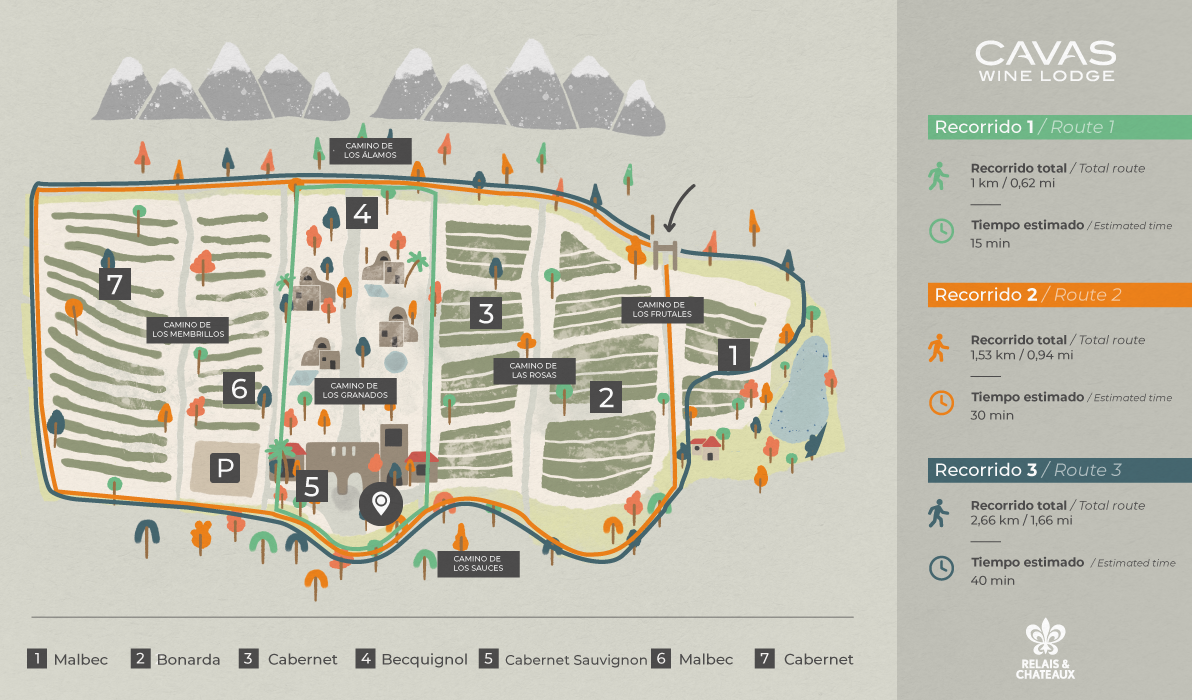 CAVAS
WINE LODGE
Recorrido 1 / Route 1
Recorrido total / Total route
1 km / 0,62 mi
Tiempo estimado / Estimated time
15 min
Recorrido 2 / Route 2
Recorrido total / Total route
1,53 km / 0,94 mi
Tiempo estimado / Estimated time
30 min
Recorrido 3 / Route 3
Recorrido total / Total route
2,66 km / 1,66 mi
Tiempo estimado / Estimated time
40 min
RELAIS &
CHATEAUX
CAMINO DE
LOS ÁLAMOS
4
7
3
CAMINO DE
LOS FRUTALES
CAMINO DE
LOS MEMBRILLOS
1
CAMINO DE
LAS ROSAS
6
CAMINO DE
LOS GRANADOS
2
P
5
CAMINO DE
LOS SAUCES
1 Malbec
2 Bonarda
3 Cabernet
4 Becquignol
5 Cabernet Sauvignon
6 Malbec
7 Cabernet